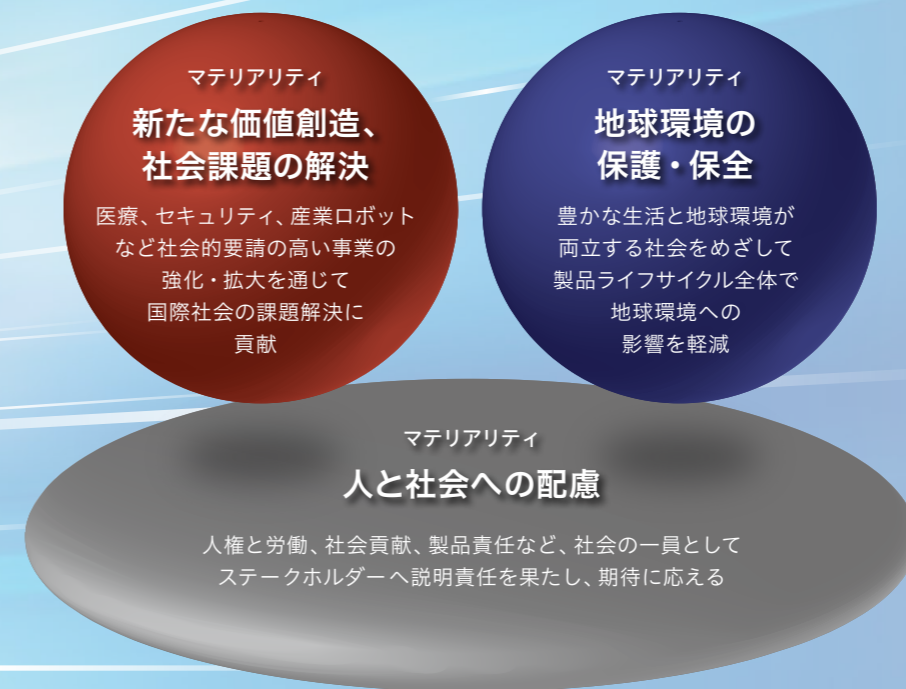 マテリアリティ
新たな価値創造、
社会課題の解決
医療、セキュリティ、産業ロボット
など社会的要請の高い事業の
強化・拡大を通じて
国際社会の課題解決に
貢献
マテリアリティ
地球環境の
保護・保全
豊かな生活と地球環境が
両立する社会をめざして
製品ライフサイクル全体で
地球環境への
影響を軽減
マテリアリティ
人と社会への配慮
人権と労働、社会貢献、製品責任など、社会の一員として
ステークホルダーへ説明責任を果たし、期待に応える